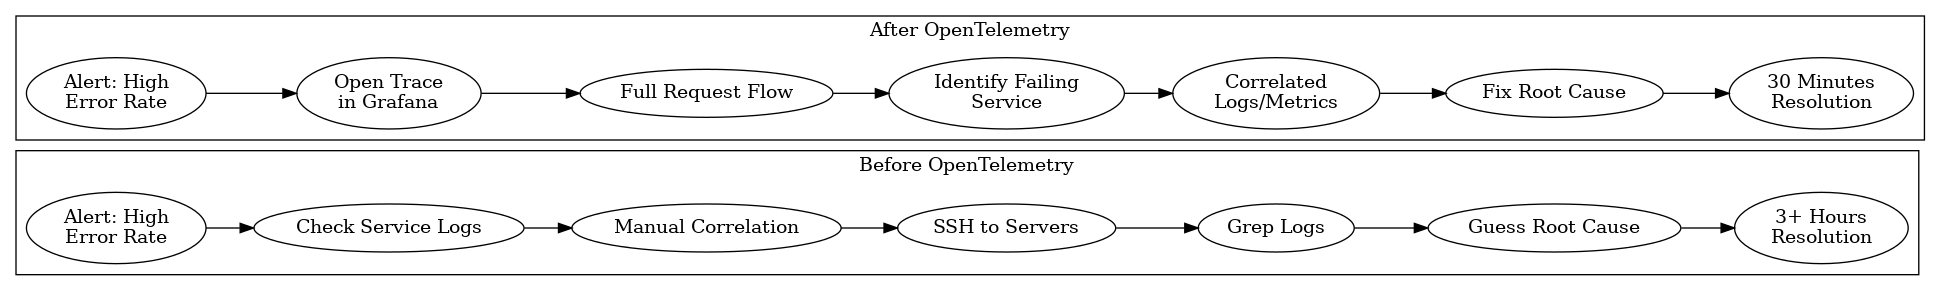 After OpenTelemetry
Alert: High
Error Rate
Open Trace
in Grafana
Full Request Flow
Identify Failing
Service
Correlated
Logs/Metrics
Fix Root Cause
30 Minutes
Resolution
Before OpenTelemetry
Alert: High
Error Rate
Check Service Logs
Manual Correlation
SSH to Servers
Grep Logs
Guess Root Cause
3+ Hours
Resolution